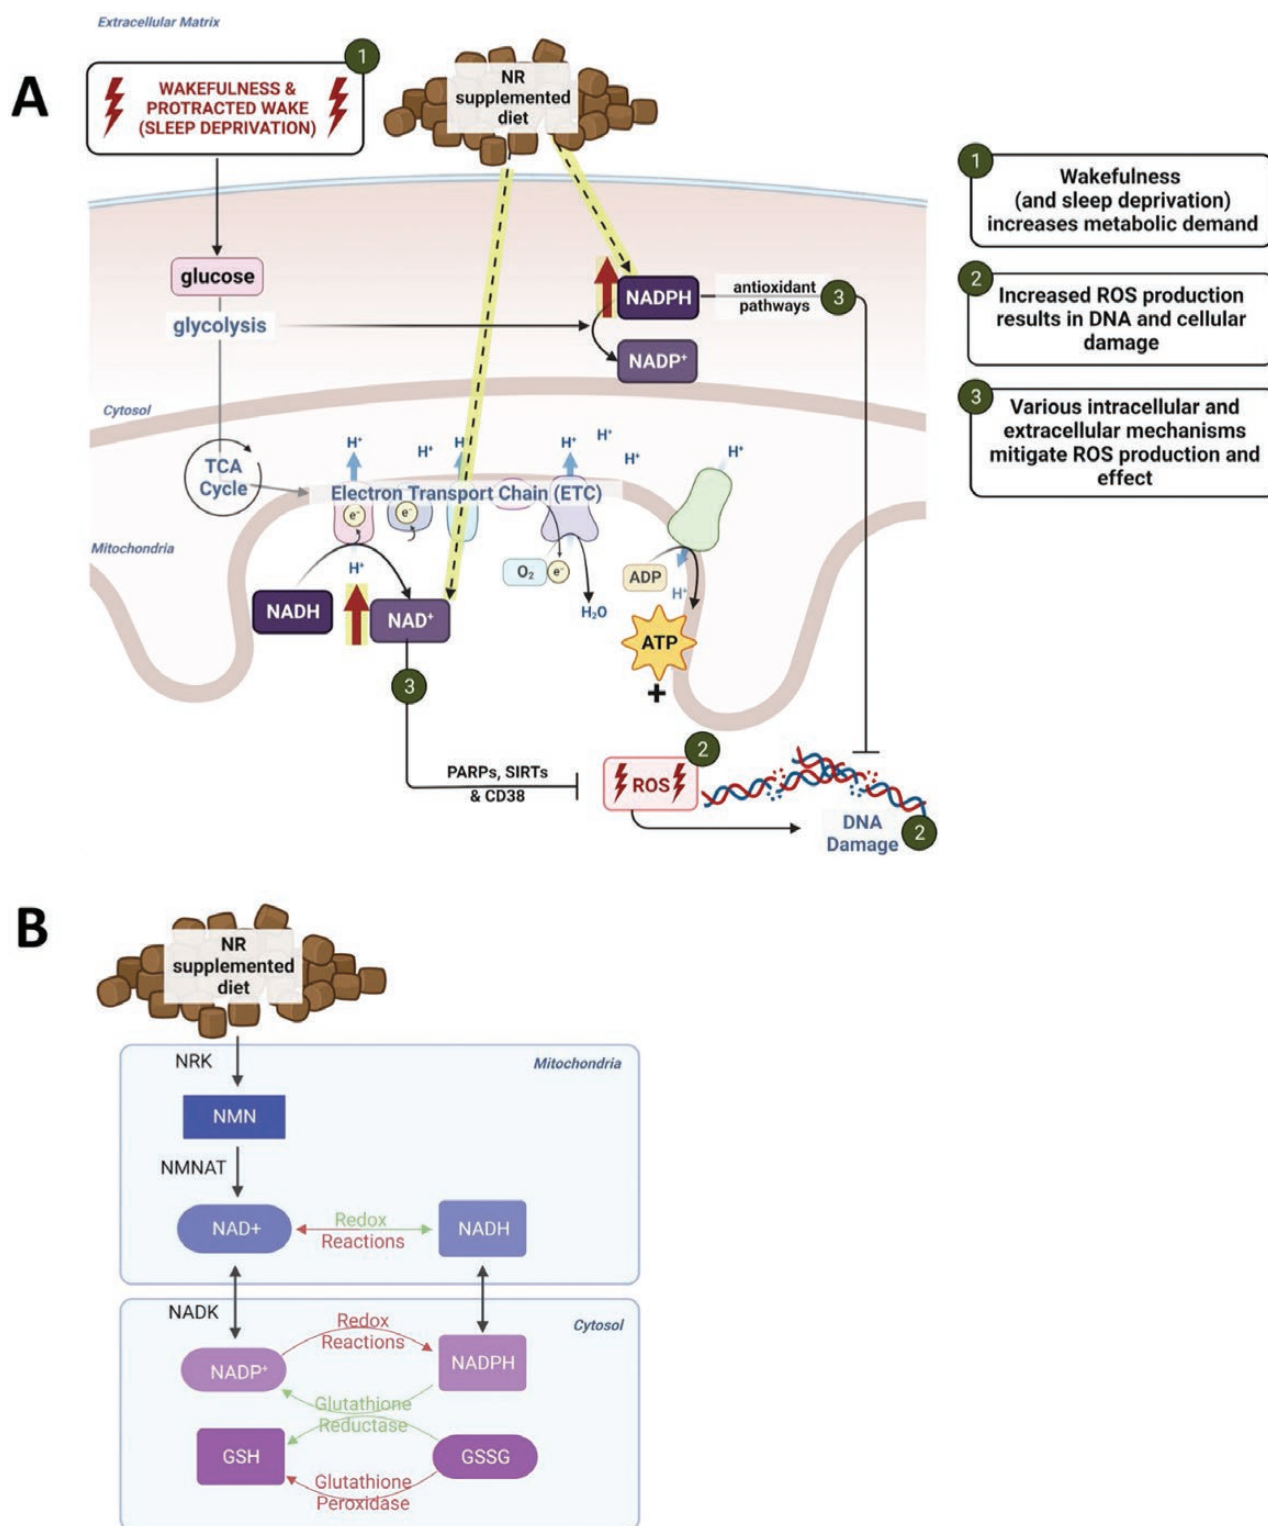 Extracellular Matrix
A
1
WAKEFULNESS &
PROTRACTED WAKE
(SLEEP DEPRIVATION)
NR
supplemented
diet
glucose
glycolysis
NADPH
antioxidant
pathways
3
NADP⁺
Cytosol
TCA
Cycle
H⁺
H⁺
H
H⁺
H⁺
H⁺
H⁺
Electron Transport Chain (ETC)
e⁻
e⁻
Mitochondria
H⁺
O₂
e⁻
ADP
H⁺
H₂O
NADH
NAD⁺
ATP
+
3
PARPs, SIRTs
& CD38
2
ROS
DNA
Damage
2
1
Wakefulness
(and sleep deprivation)
increases metabolic demand
2
Increased ROS production
results in DNA and cellular
damage
3
Various intracellular and
extracellular mechanisms
mitigate ROS production and
effect
B
NR
supplemented
diet
NRK
Mitochondria
NMN
NMNAT
NAD+
Redox
Reactions
NADH
NADK
Cytosol
Redox
Reactions
NADP⁺
NADPH
Glutathione
Reductase
GSH
GSSG
Glutathione
Peroxidase